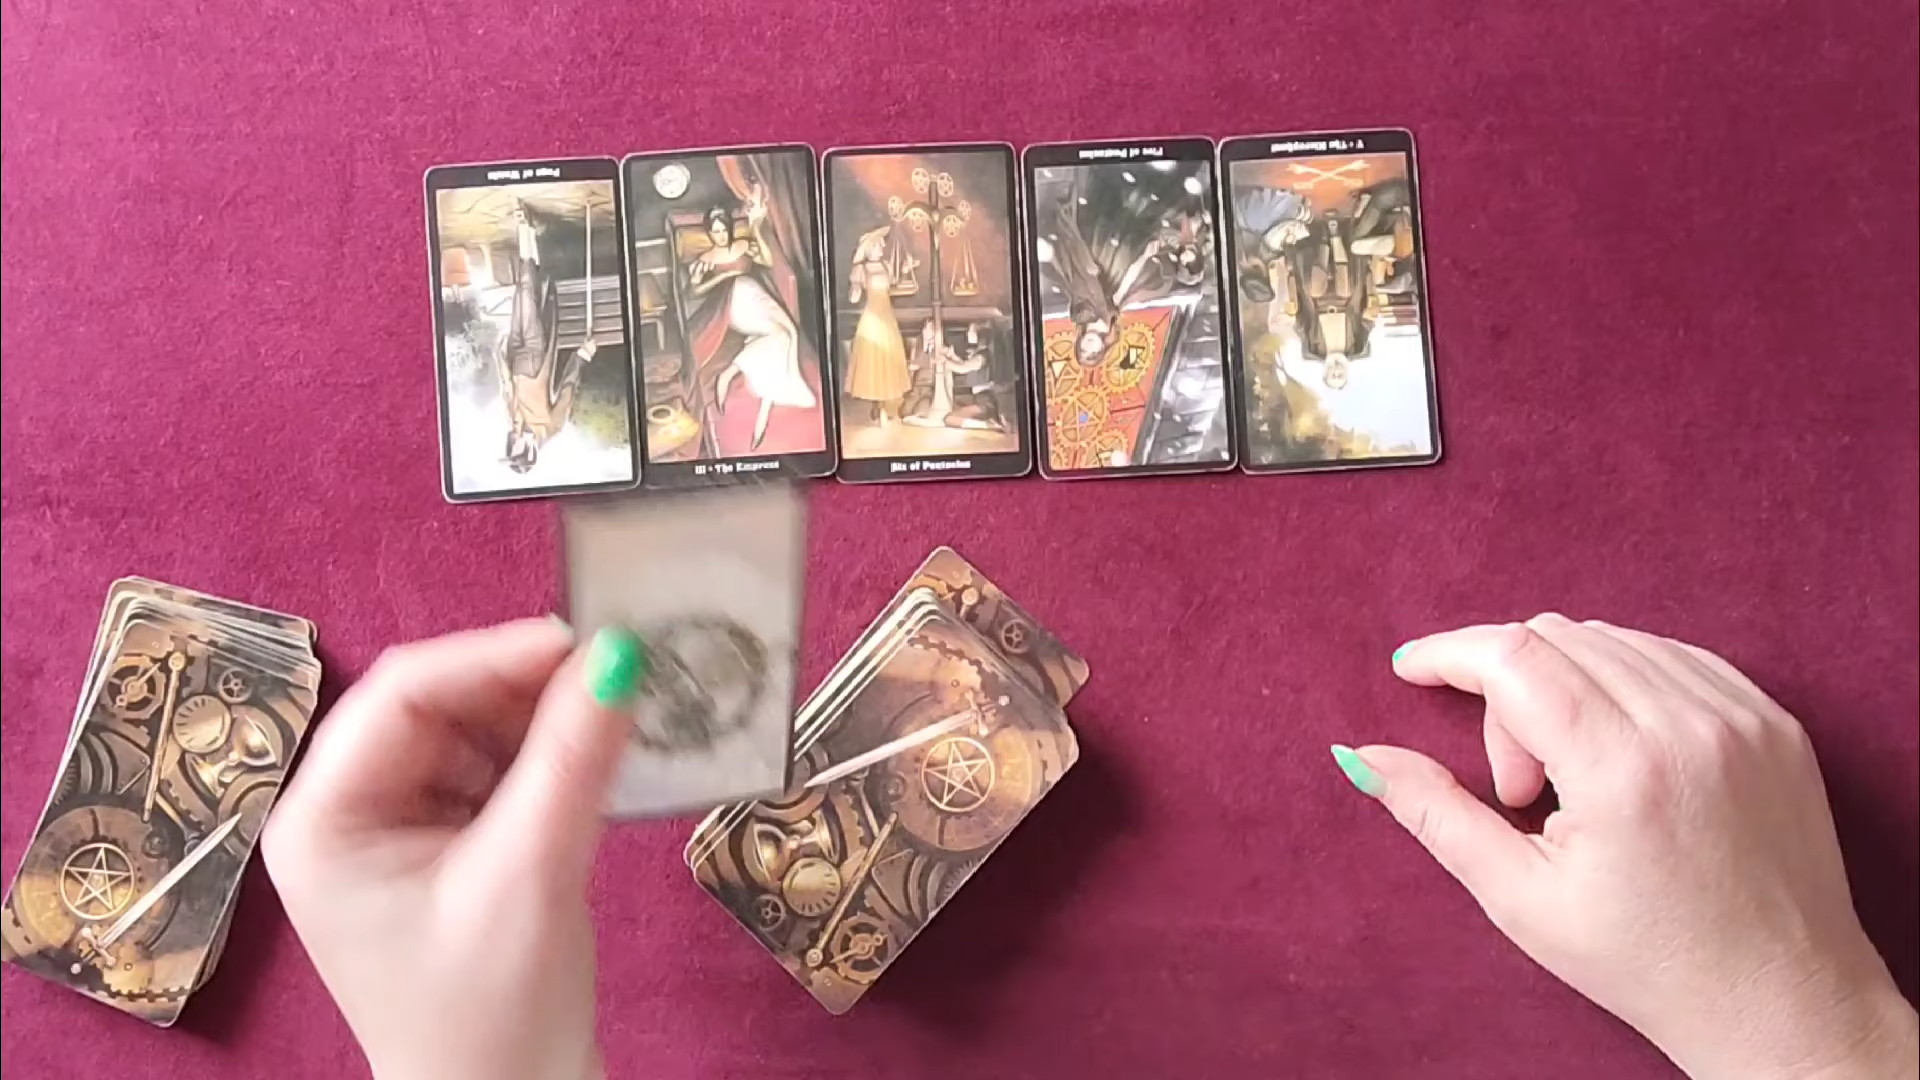 Page of Wands
III • The Empress
Six of Pentacles
Five of Pentacles
V • The Hierophant